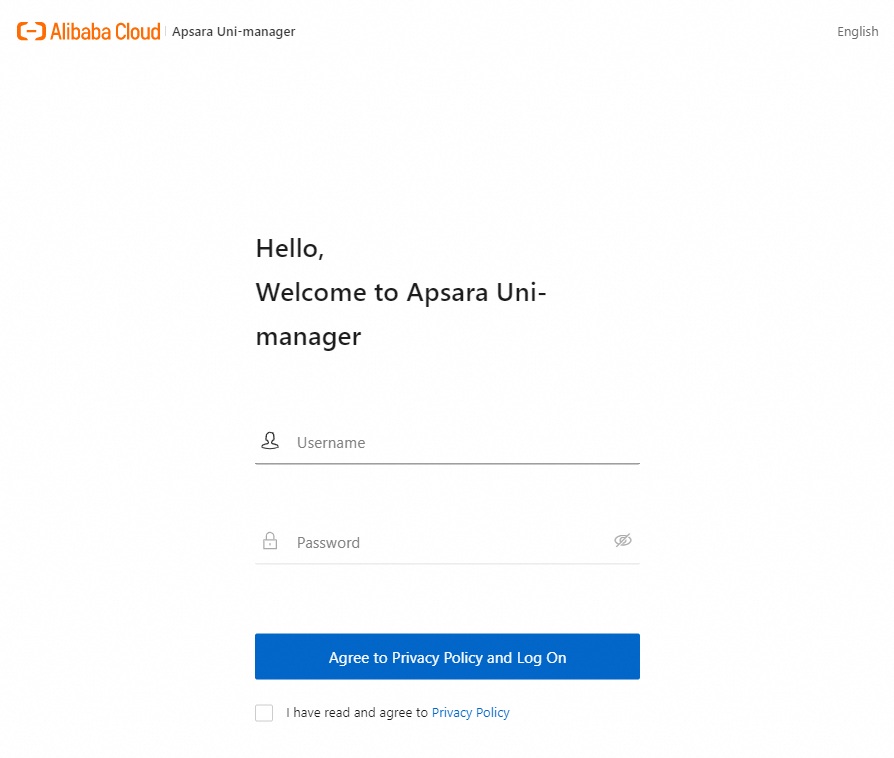 Alibaba Cloud | Apsara Uni-manager
English
Hello,
Welcome to Apsara Uni-
manager
Username
Password
Agree to Privacy Policy and Log On
I have read and agree to Privacy Policy